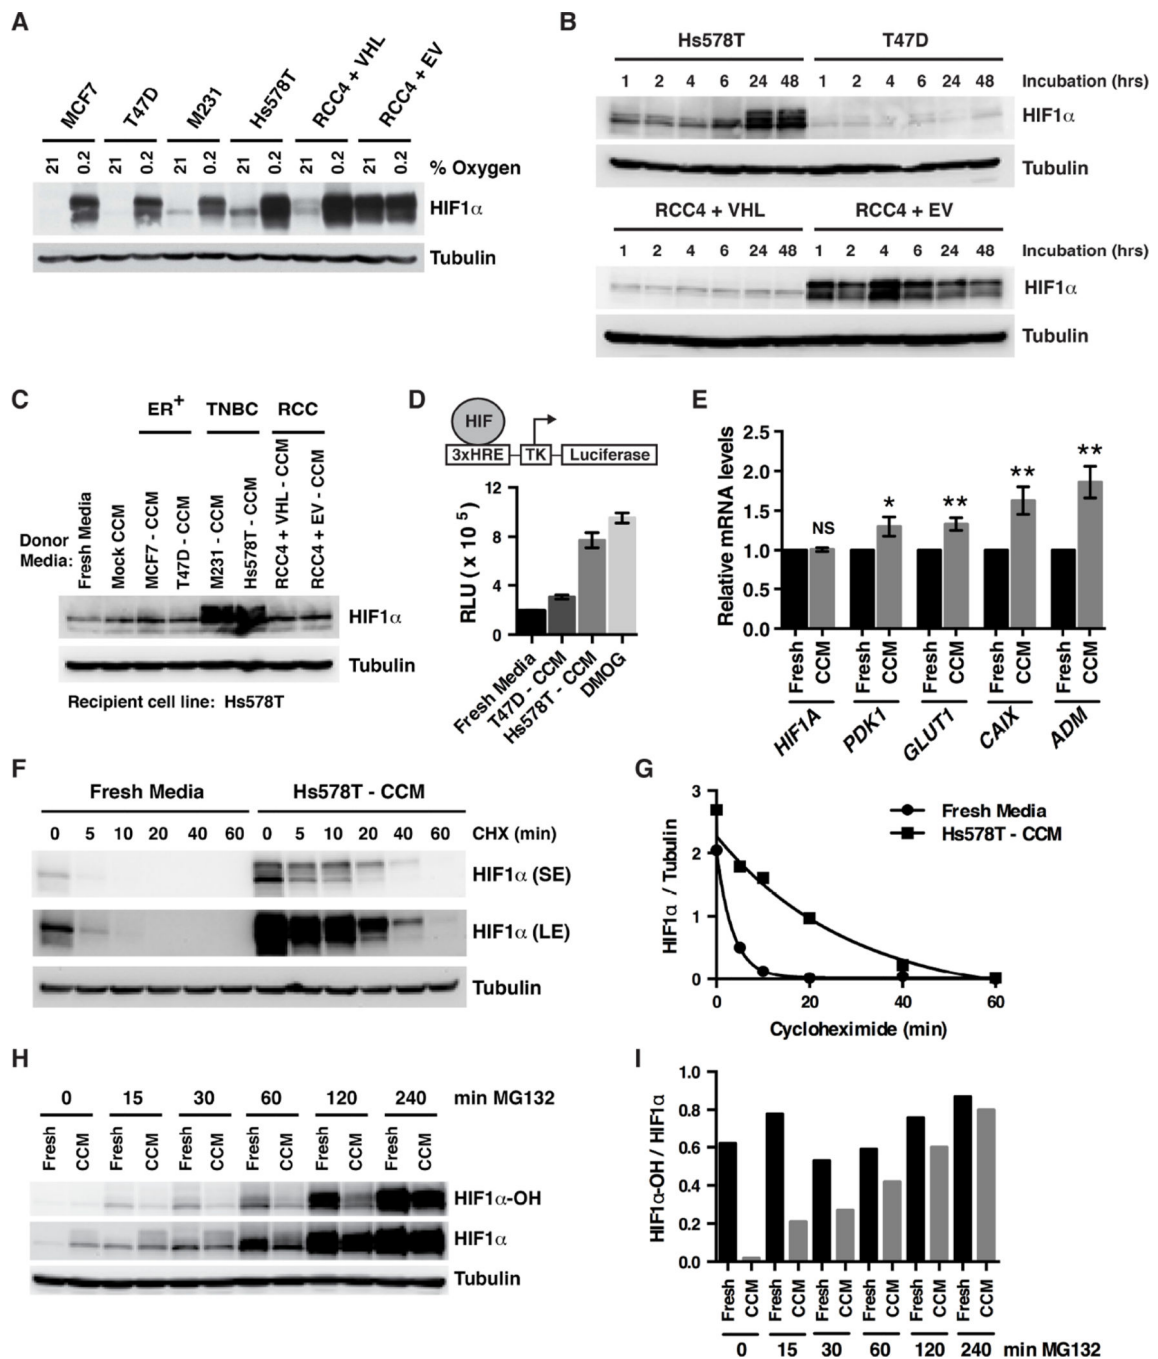 A
MCF7 T47D M231 Hs578T RCC4 + VHL RCC4 + EV
21 0.2 21 0.2 21 0.2 21 0.2 21 0.2 21 0.2 % Oxygen
HIF1α
Tubulin
B
Hs578T T47D
1 2 4 6 24 48 1 2 4 6 24 48 Incubation (hrs)
HIF1α
Tubulin
RCC4 + VHL RCC4 + EV
1 2 4 6 24 48 1 2 4 6 24 48 Incubation (hrs)
HIF1α
Tubulin
C
ER+ TNBC RCC
Donor
Media:
Fresh Media
Mock CCM
MCF7 - CCM
T47D - CCM
M231 - CCM
Hs578T - CCM
RCC4 + VHL - CCM
RCC4 + EV - CCM
HIF1α
Tubulin
Recipient cell line: Hs578T
D
HIF
3xHRE TK Luciferase
RLU ( x 10 5 )
12
8
4
0
Fresh Media
T47D - CCM
Hs578T - CCM
DMOG
E
Relative mRNA levels
2.5
2.0
1.5
1.0
0.5
0.0
NS * ** ** **
Fresh CCM Fresh CCM Fresh CCM Fresh CCM Fresh CCM
HIF1A PDK1 GLUT1 CAIX ADM
F
Fresh Media Hs578T - CCM
0 5 10 20 40 60 0 5 10 20 40 60 CHX (min)
HIF1α (SE)
HIF1α (LE)
Tubulin
G
HIF1α / Tubulin
3
2
1
0
0 20 40 60
Cycloheximide (min)
Fresh Media
Hs578T - CCM
H
0 15 30 60 120 240 min MG132
Fresh CCM Fresh CCM Fresh CCM Fresh CCM Fresh CCM Fresh CCM
HIF1α-OH
HIF1α
Tubulin
I
HIF1α-OH / HIF1α
1.0
0.8
0.6
0.4
0.2
0.0
Fresh CCM Fresh CCM Fresh CCM Fresh CCM Fresh CCM Fresh CCM
0 15 30 60 120 240 min MG132